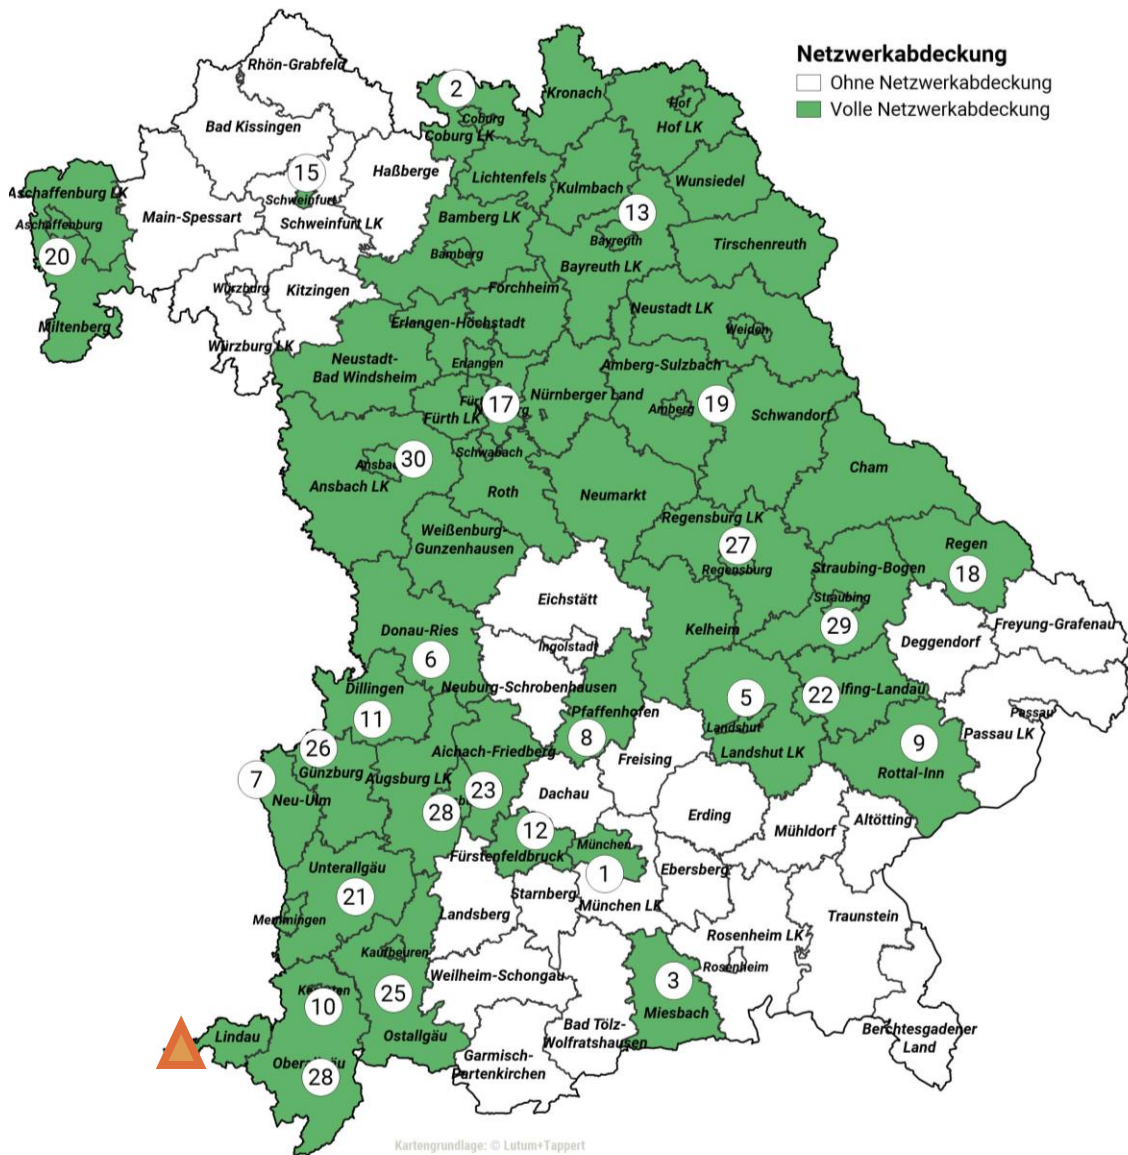 Netzwerkabdeckung
Ohne Netzwerkabdeckung
Volle Netzwerkabdeckung
Rhön-Grabfeld
Kronach
2
Hof
Coburg
Hof LK
Bad Kissingen
Coburg LK
15
Haßberge
Lichtenfels
Kulmbach
Wunsiedel
Aschaffenburg LK
Schweinfurt
Main-Spessart
Schweinfurt LK
Bamberg LK
13
Aschaffenburg
Bayreuth
Tirschenreuth
20
Bamberg
Bayreuth LK
Würzburg
Kitzingen
Forchheim
Neustadt LK
Miltenberg
Erlangen-Höchstadt
Weiden
Würzburg LK
Neustadt-
Bad Windsheim
Erlangen
Amberg-Sulzbach
Nürnberger Land
17
Amberg
19
Schwandorf
Fürth LK
Schwabach
Ansbach
30
Cham
Ansbach LK
Roth
Neumarkt
Weißenburg-
Gunzenhausen
Regensburg LK
27
Regen
Regensburg
Straubing-Bogen
18
Eichstätt
Straubing
29
Freyung-Grafenau
Donau-Ries
Kelheim
Deggendorf
Ingolstadt
6
Dillingen
Neuburg-Schrobenhausen
5
22
lfing-Landau
Pfaffenhofen
Passau
11
Landshut
Passau LK
26
Aichach-Friedberg
8
Landshut LK
9
Freising
Rottal-Inn
7
Günzburg
Augsburg LK
23
Dachau
Neu-Ulm
28
Erding
Altötting
12
Mühldorf
Fürstenfeldbruck
München
Unterallgäu
1
Ebersberg
21
Starnberg
München LK
Memmingen
Landsberg
Traunstein
Rosenheim LK
Kaufbeuren
Weilheim-Schongau
Rosenheim
3
25
10
Miesbach
Lindau
Ostallgäu
Bad Tölz-
Wolfratshausen
Berchtesgadener
Land
Garmisch-
Partenkirchen
28
Kartengrundlage: © Lutum+Tappert